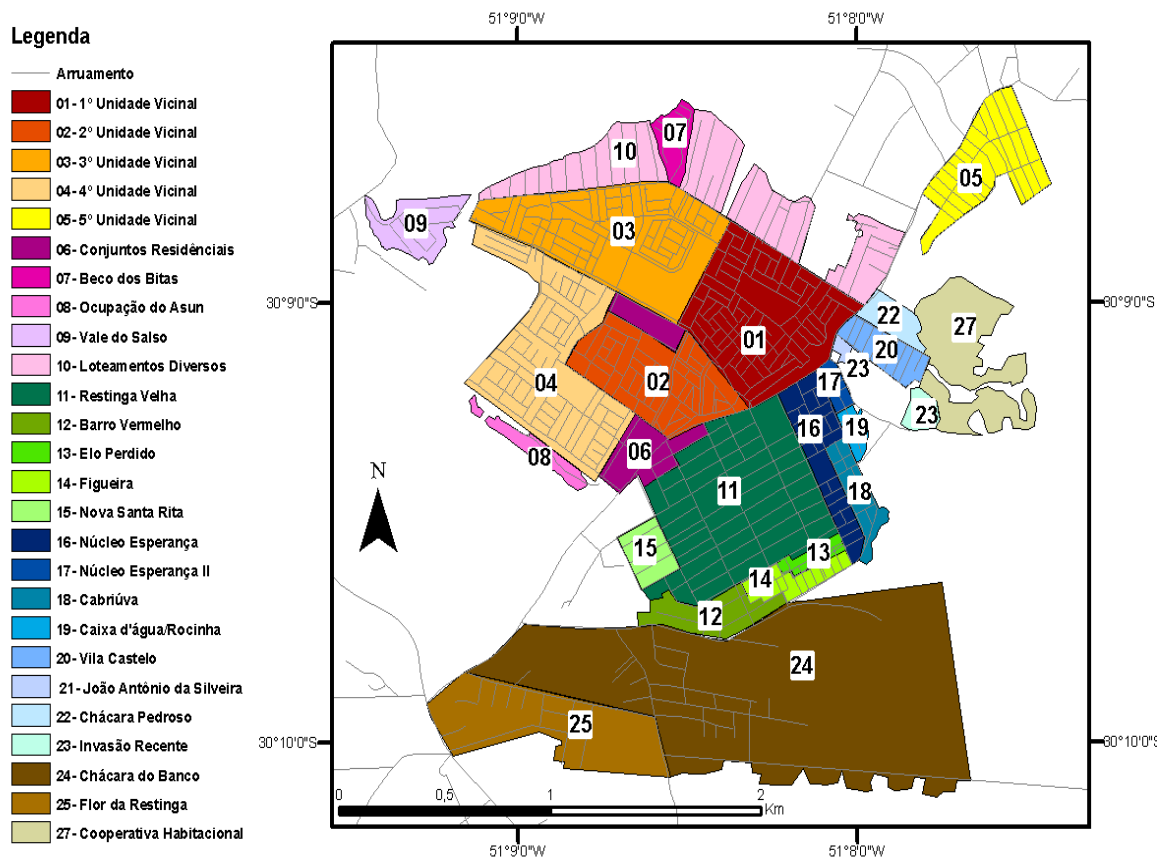 Legenda
Arruamento
01- 1º Unidade Vicinal
02- 2º Unidade Vicinal
03- 3º Unidade Vicinal
04- 4º Unidade Vicinal
05- 5º Unidade Vicinal
06- Conjuntos Residênciais
07- Beco dos Bitas
08- Ocupação do Asun
09- Vale do Salso
10- Loteamentos Diversos
11- Restinga Velha
12- Barro Vermelho
13- Elo Perdido
14- Figueira
15- Nova Santa Rita
16- Núcleo Esperança
17- Núcleo Esperança II
18- Cabriúva
19- Caixa d'água/Rocinha
20- Vila Castelo
21- João Antônio da Silveira
22- Chácara Pedroso
23- Invasão Recente
24- Chácara do Banco
25- Flor da Restinga
27- Cooperativa Habitacional
51°9'0"W 51°8'0"W
07
10
05
09 03
30°9'0"S 30°9'0"S
22 27
01 20
23
04 02 17
23
16 19
06
08
N
11 18
15 13
14
12
24
25
30°10'0"S 30°10'0"S
0 0,5 1 2
Km
51°9'0"W 51°8'0"W